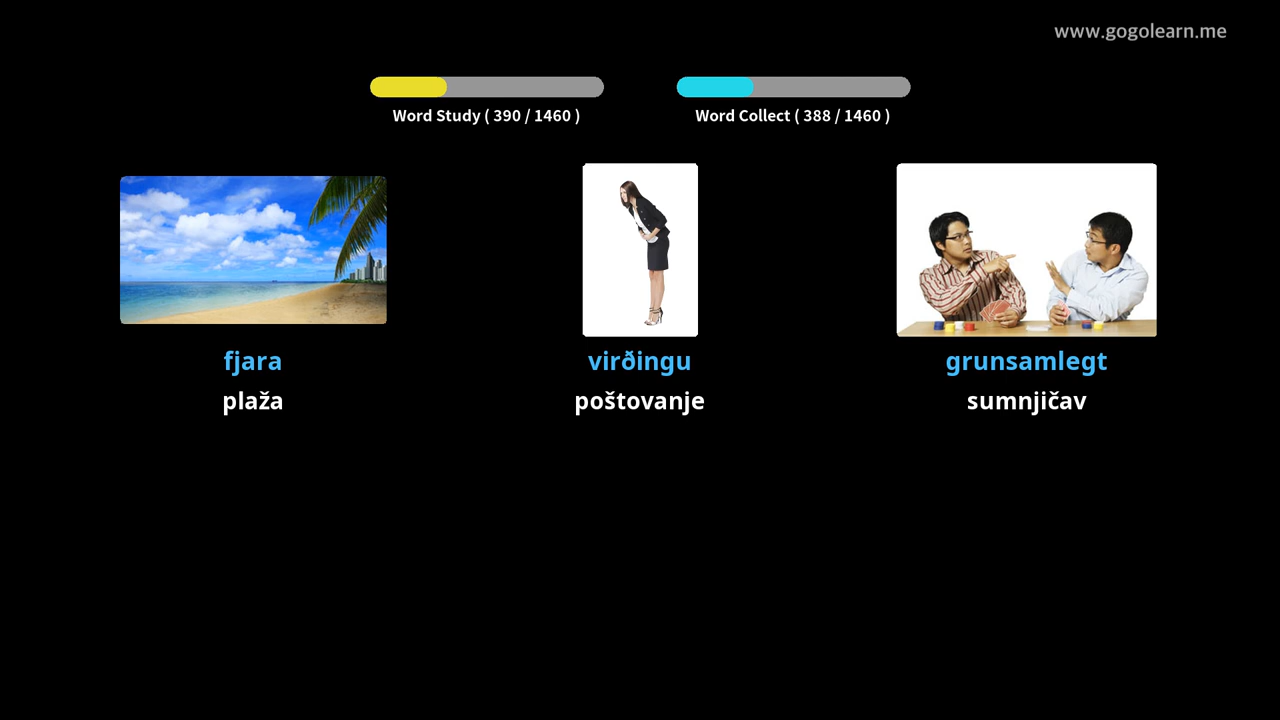 www.gogolearn.me
Word Study ( 390 / 1460 )
Word Collect ( 388 / 1460 )
fjara
plaža
virðingu
poštovanje
grunsamlegt
sumnjičav